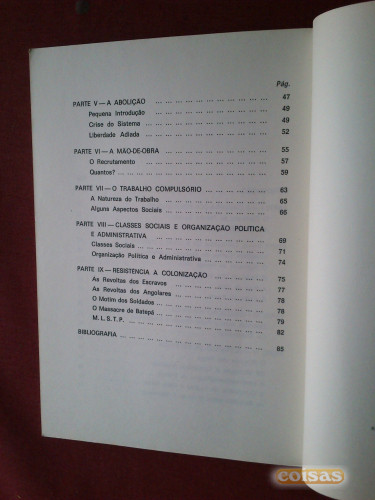 Pág.
PARTE V — A ABOLIÇÃO ... ... ... ... ... ... ... ... ... ... ... 47
Pequena Introdução ... ... ... ... ... ... ... ... ... ... 49
Crise do Sistema ... ... ... ... ... ... ... ... ... ... 49
Liberdade Adiada ... ... ... ... ... ... ... ... ... ... 52
PARTE VI — A MÃO-DE-OBRA ... ... ... ... ... ... ... ... ... 55
O Recrutamento ... ... ... ... ... ... ... ... ... ... 57
Quantos? ... ... ... ... ... ... ... ... ... ... ... 59
PARTE VII — O TRABALHO COMPULSÓRIO ... ... ... ... ... ... 63
A Natureza do Trabalho ... ... ... ... ... ... ... ... 65
Alguns Aspectos Sociais ... ... ... ... ... ... ... ... 66
PARTE VIII — CLASSES SOCIAIS E ORGANIZAÇÃO POLÍTICA
E ADMINISTRATIVA ... ... ... ... ... ... ... ... ... 69
Classes Sociais ... ... ... ... ... ... ... ... ... ... 71
Organização Política e Administrativa ... ... ... ... ... 74
PARTE IX — RESISTÊNCIA À COLONIZAÇÃO ... ... ... ... ... 75
As Revoltas dos Escravos ... ... ... ... ... ... ... ... 77
As Revoltas dos Angolares ... ... ... ... ... ... ... ... 78
O Motim dos Soldados ... ... ... ... ... ... ... ... 78
O Massacre de Batepá ... ... ... ... ... ... ... ... 79
M. L. S. T. P. ... ... ... ... ... ... ... ... ... ... 82
BIBLIOGRAFIA ... ... ... ... ... ... ... ... ... ... ... 83
coisas